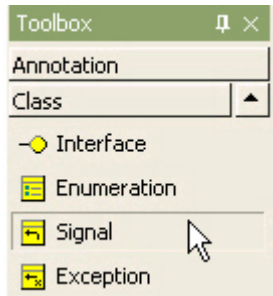 Toolbox
Annotation
Class
Interface
Enumeration
Signal
Exception